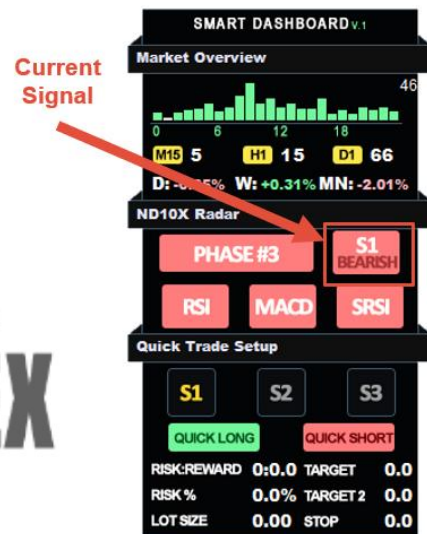 SMART DASHBOARD V.1
Current
Signal
Market Overview
46
0 6 12 18
M15 5 H1 15 D1 66
W: +0.31% MN: -2.01%
ND10X Radar
PHASE #3
S1
BEARISH
RSI MACD SRSI
Quick Trade Setup
S1 S2 S3
QUICK LONG QUICK SHORT
RISK:REWARD 0:0.0 TARGET 0.0
RISK % 0.0% TARGET 2 0.0
LOT SIZE 0.00 STOP 0.0
EX